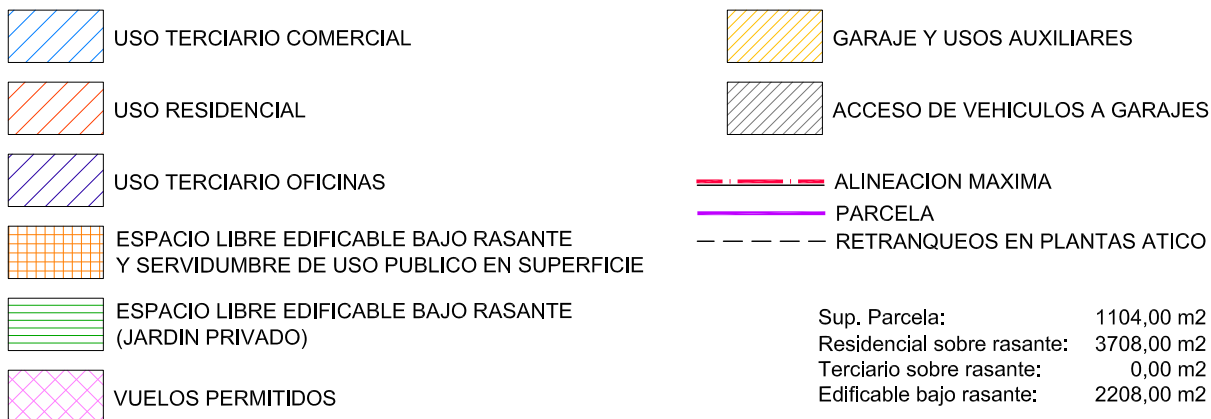 USO TERCIARIO COMERCIAL
USO RESIDENCIAL
USO TERCIARIO OFICINAS
ESPACIO LIBRE EDIFICABLE BAJO RASANTE
Y SERVIDUMBRE DE USO PUBLICO EN SUPERFICIE
ESPACIO LIBRE EDIFICABLE BAJO RASANTE
(JARDIN PRIVADO)
VUELOS PERMITIDOS
GARAJE Y USOS AUXILIARES
ACCESO DE VEHICULOS A GARAJES
ALINEACION MAXIMA
PARCELA
RETRANQUEOS EN PLANTAS ATICO
Sup. Parcela: 1104,00 m2
Residencial sobre rasante: 3708,00 m2
Terciario sobre rasante: 0,00 m2
Edificable bajo rasante: 2208,00 m2